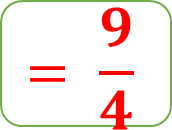 = 9/4